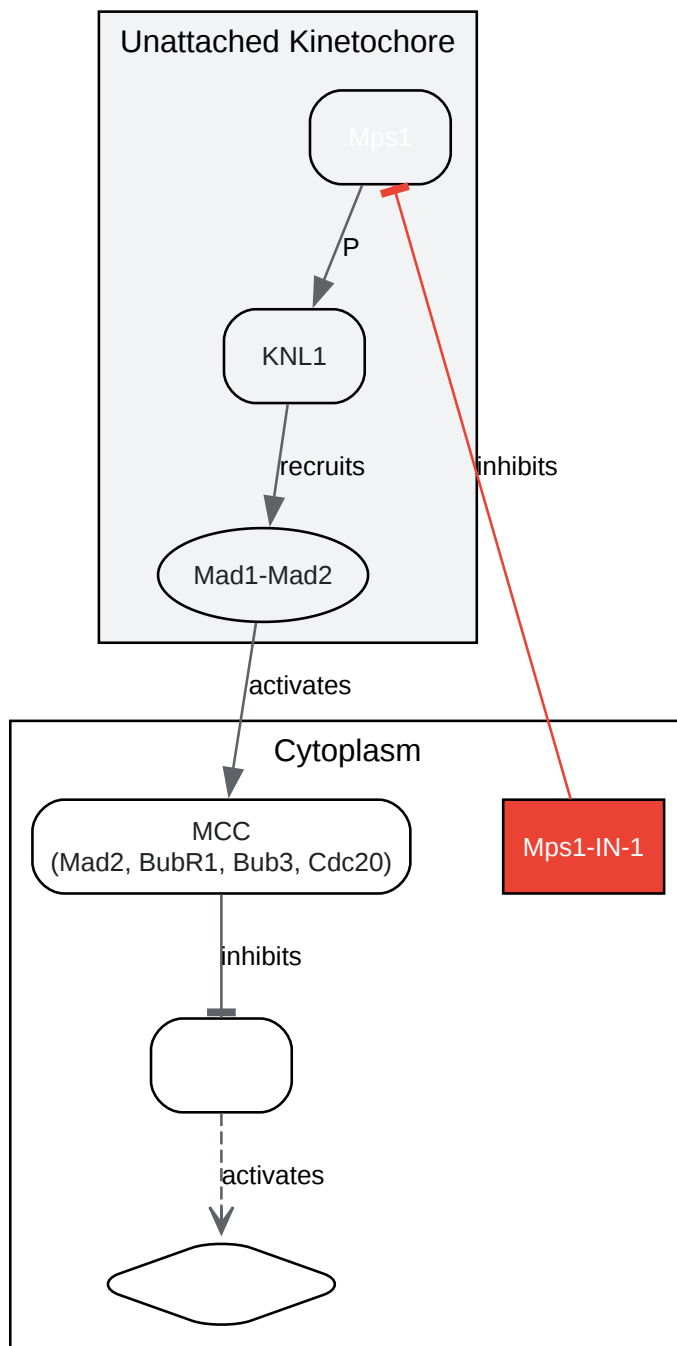 Unattached Kinetochore
Mps1
P
KNL1
recruits
inhibits
Mad1-Mad2
activates
Cytoplasm
MCC
(Mad2, BubR1, Bub3, Cdc20)
Mps1-IN-1
inhibits
activates